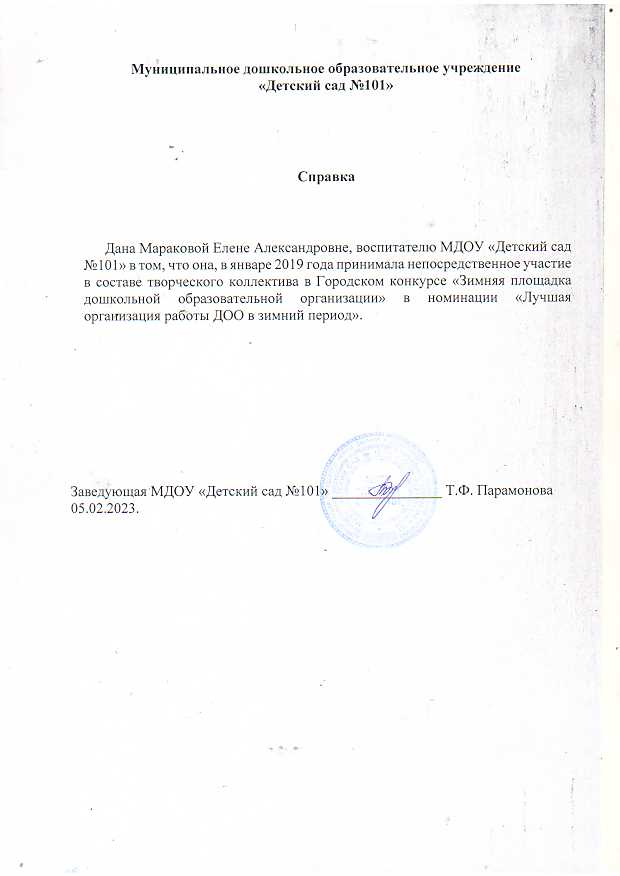 Муниципальное дошкольное образовательное учреждение
«Детский сад №101»
Справка
Дана Мараковой Елене Александровне, воспитателю МДОУ «Детский сад
№101» в том, что она, в январе 2019 года принимала непосредственное участие
в составе творческого коллектива в Городском конкурсе «Зимняя площадка
дошкольной образовательной организации» в номинации «Лучшая
организация работы ДОО в зимний период».
Заведующая МДОУ «Детский сад №101» ______________ Т.Ф. Парамонова
05.02.2023.